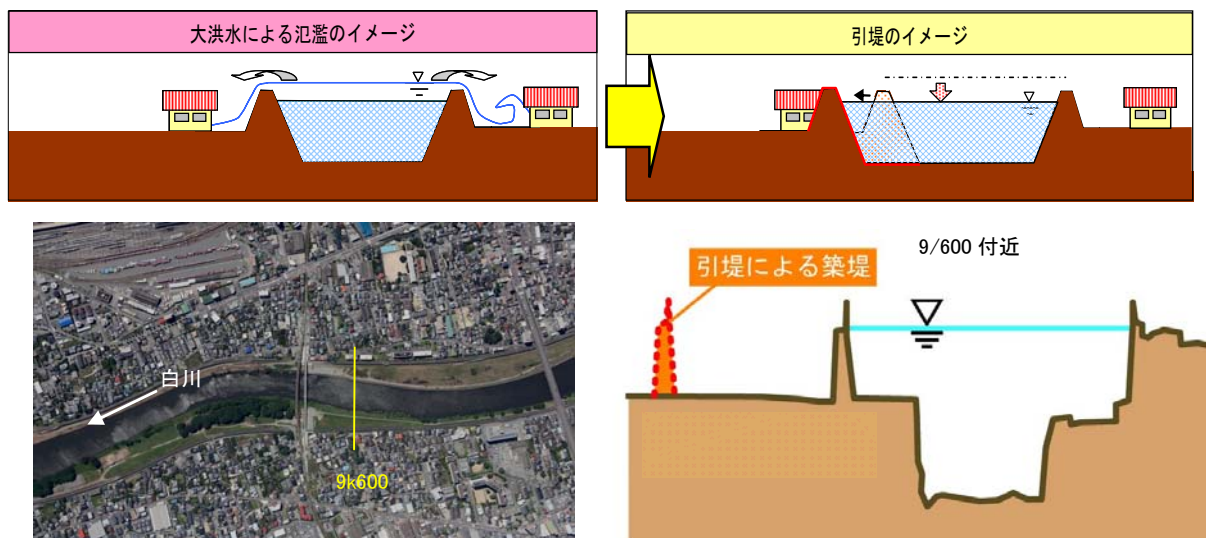 大洪水による氾濫のイメージ
引堤のイメージ
白川
9k600
9/600 付近
引堤による築堤